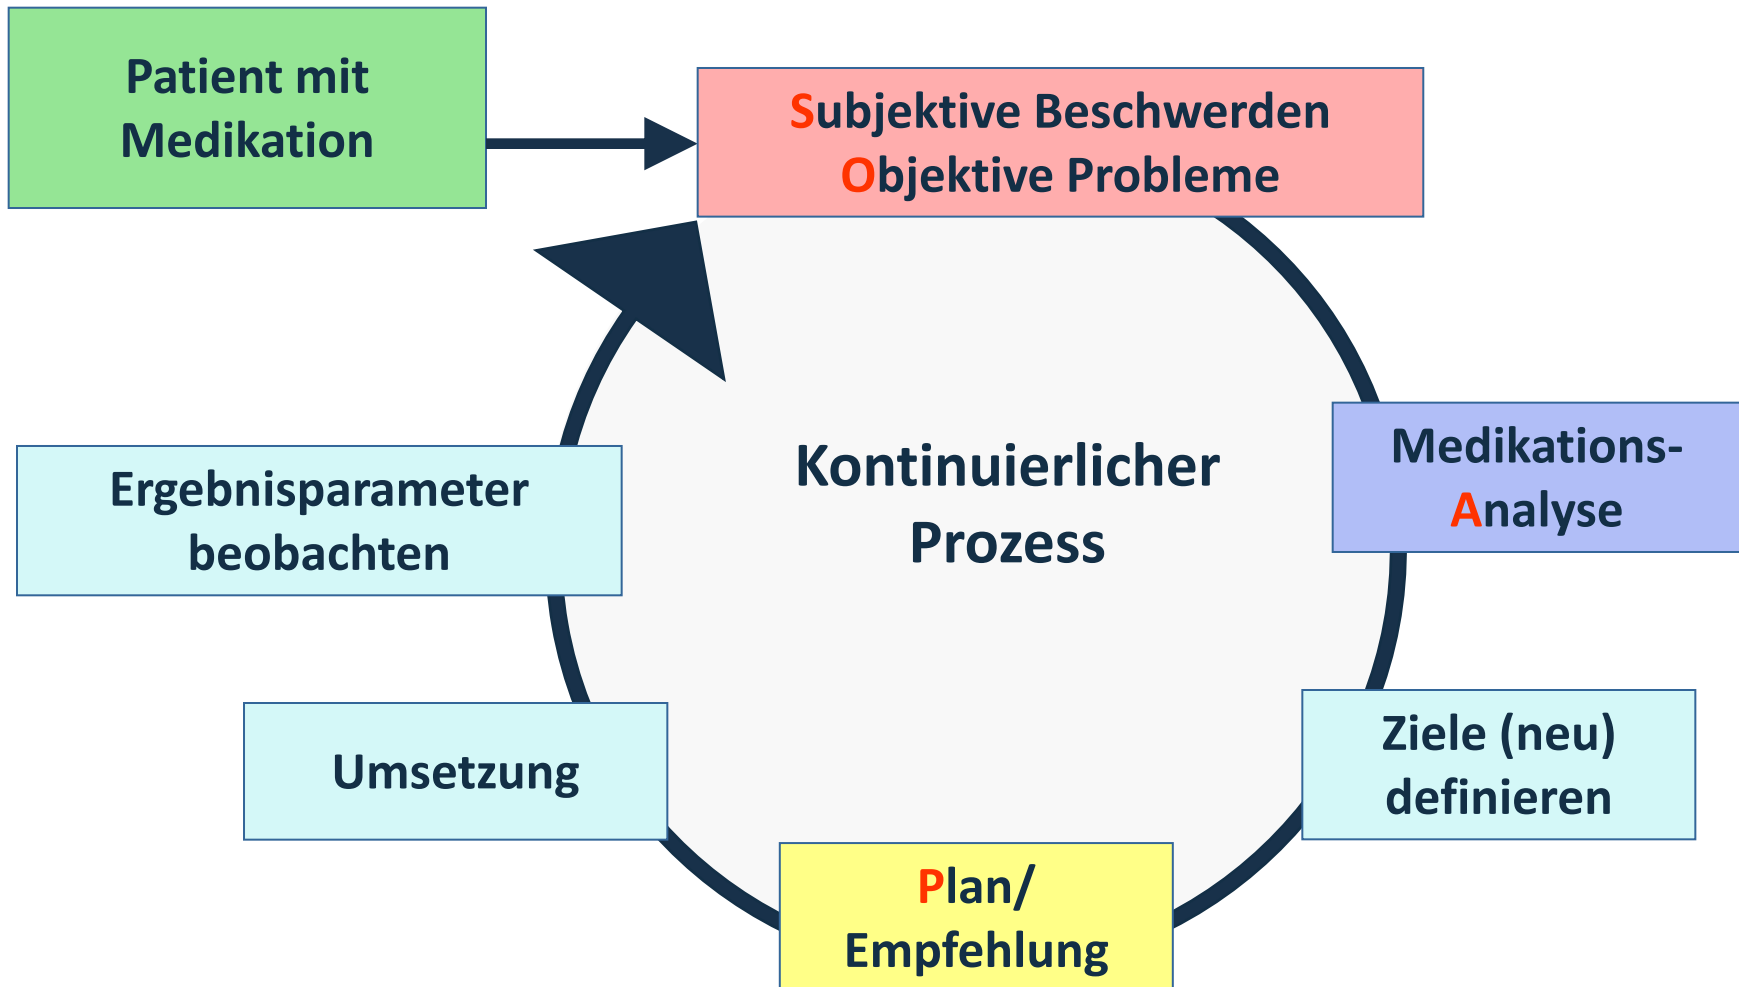 Patient mit
Medikation
Subjektive Beschwerden
Objektive Probleme
Kontinuierlicher
Prozess
Medikations-
Analyse
Ziele (neu)
definieren
Plan/
Empfehlung
Umsetzung
Ergebnisparameter
beobachten